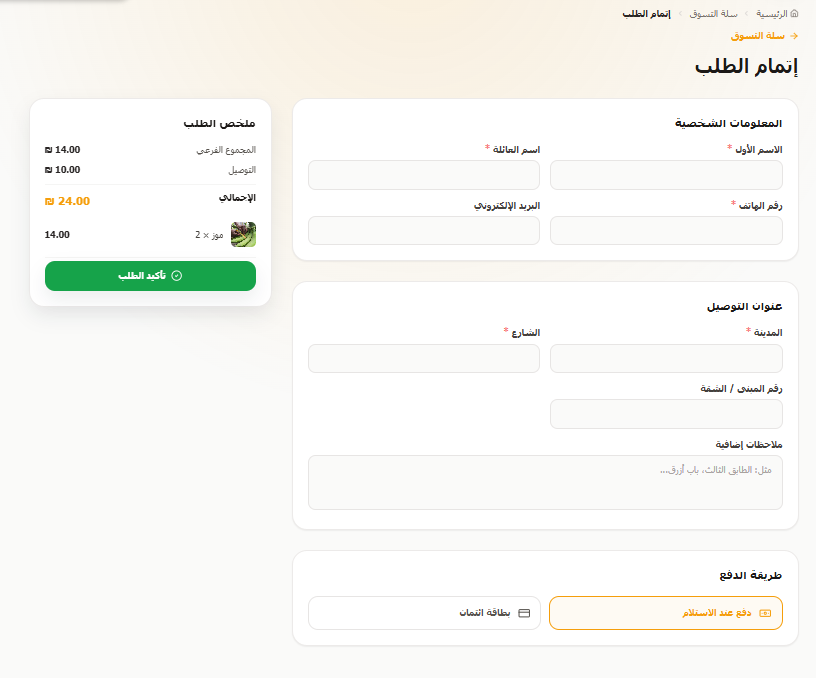 الرئيسية › سلة التسوق › إتمام الطلب
→ سلة التسوق
إتمام الطلب
المعلومات الشخصية
الاسم الأول *
اسم العائلة *
رقم الهاتف *
البريد الإلكتروني
عنوان التوصيل
المدينة *
الشارع *
رقم المبنى / الشقة
ملاحظات إضافية
مثل: الطابق الثالث، باب أزرق...
طريقة الدفع
دفع عند الاستلام
بطاقة ائتمان
ملخص الطلب
المجموع الفرعي 14.00 ₪
التوصيل 10.00 ₪
الإجمالي 24.00 ₪
موز × 2 14.00
تأكيد الطلب